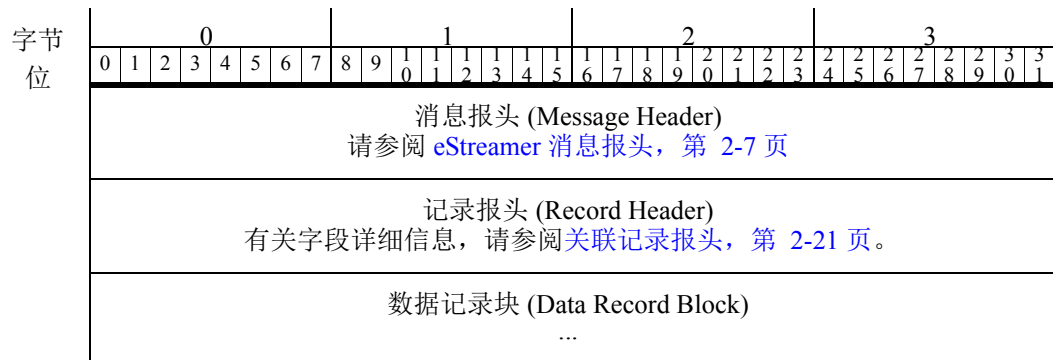 字节 0 1 2 3
位 0 1 2 3 4 5 6 7 8 9 10 11 12 13 14 15 16 17 18 19 20 21 22 23 24 25 26 27 28 29 30 31
消息报头 (Message Header)
请参阅 eStreamer 消息报头，第 2-7 页
记录报头 (Record Header)
有关字段详细信息，请参阅关联记录报头，第 2-21 页。
数据记录块 (Data Record Block)
...